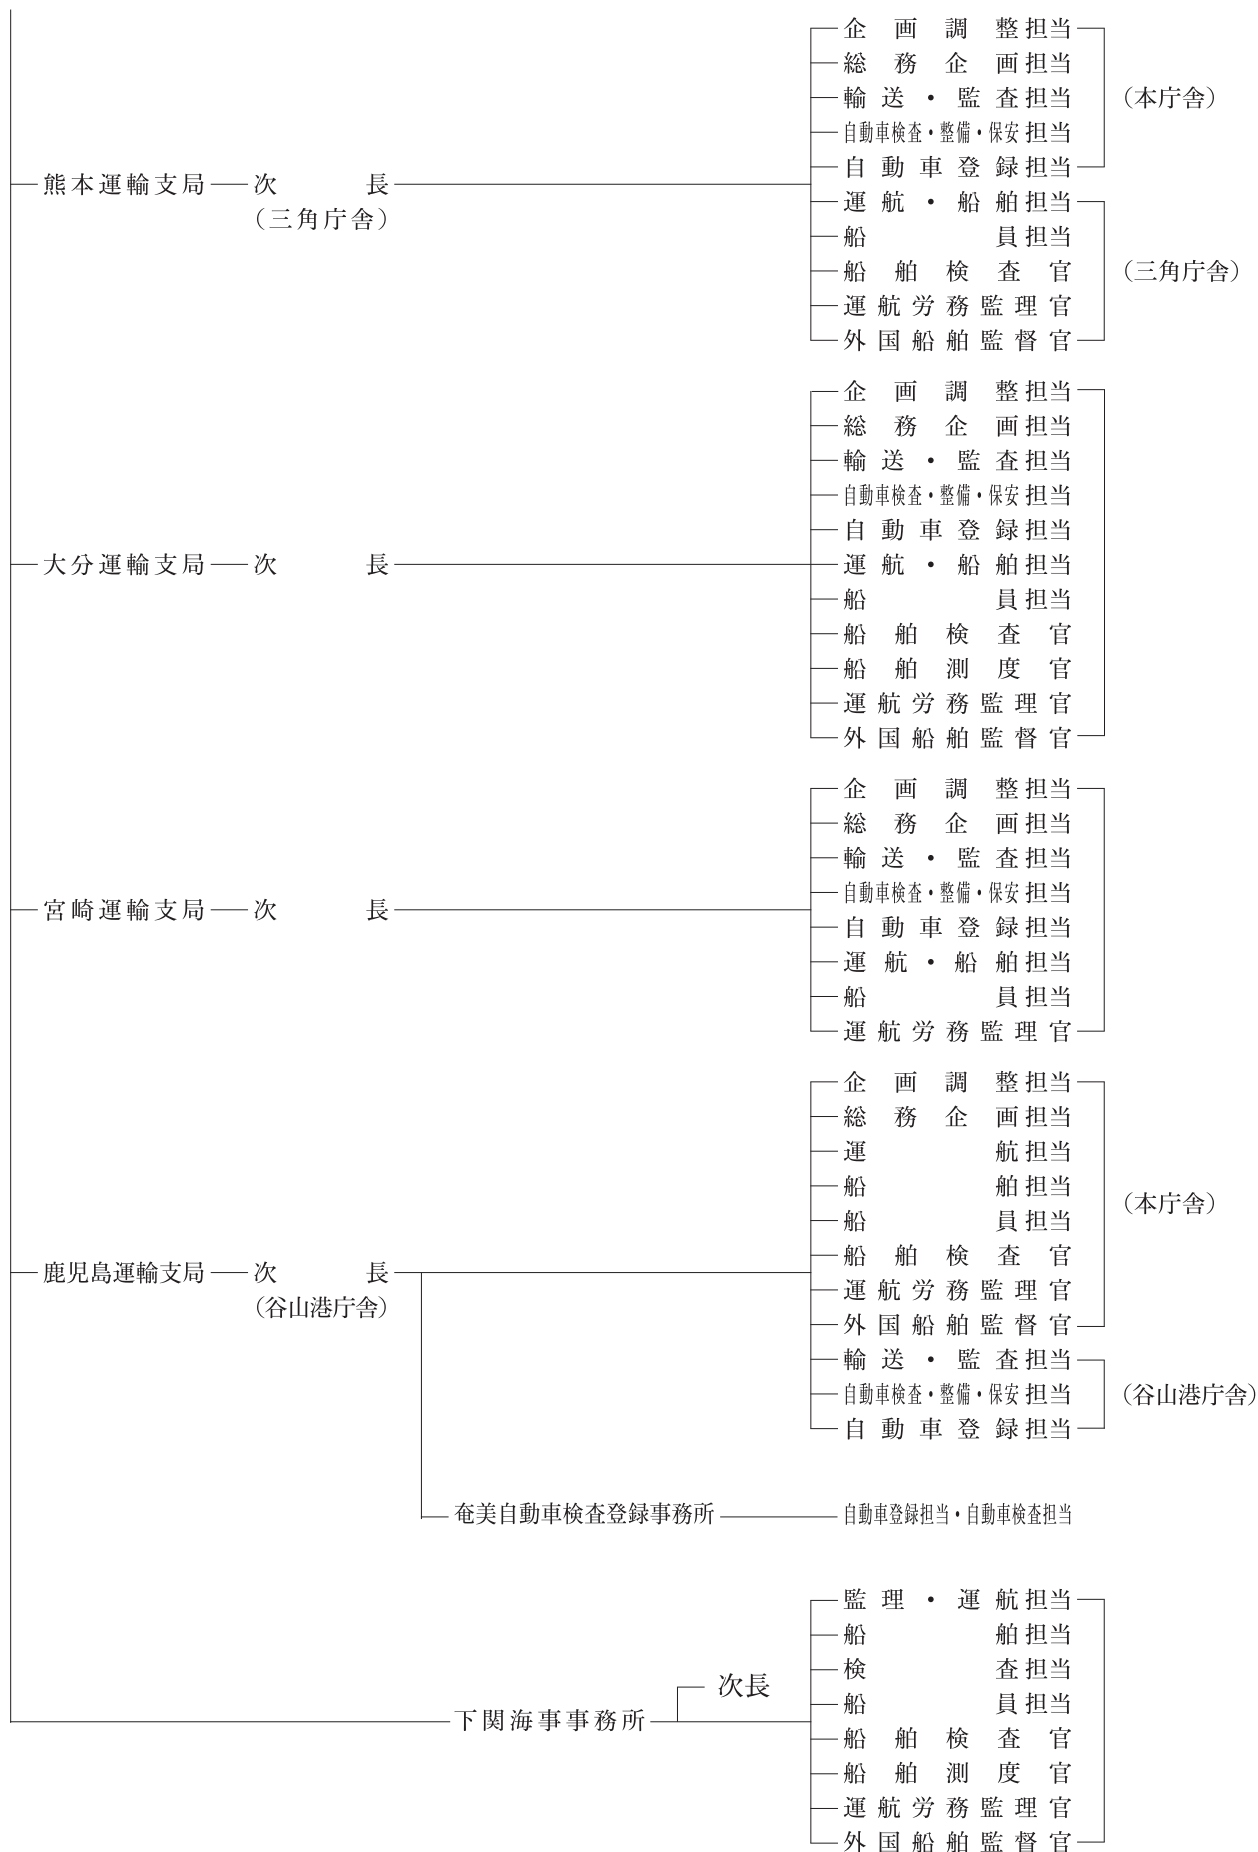 企画調整担当
総務企画担当
輸送・監査担当
(本庁舎)
自動車検査・整備・保安担当
自動車登録担当
熊本運輸支局 次長
(三角庁舎)
運航・船舶担当
船員担当
船舶検査官
(三角庁舎)
運航労務監理官
外国船舶監督官
企画調整担当
総務企画担当
輸送・監査担当
自動車検査・整備・保安担当
自動車登録担当
大分運輸支局 次長
運航・船舶担当
船員担当
船舶検査官
船舶測度官
運航労務監理官
外国船舶監督官
企画調整担当
総務企画担当
輸送・監査担当
自動車検査・整備・保安担当
宮崎運輸支局 次長
自動車登録担当
運航・船舶担当
船員担当
運航労務監理官
企画調整担当
総務企画担当
運航担当
船舶担当
(本庁舎)
船員担当
船舶検査官
鹿児島運輸支局 次長
(谷山港庁舎)
運航労務監理官
外国船舶監督官
輸送・監査担当
自動車検査・整備・保安担当
(谷山港庁舎)
自動車登録担当
奄美自動車検査登録事務所 自動車登録担当・自動車検査担当
監理・運航担当
船舶担当
検査担当
次長
船員担当
下関海事事務所
船舶検査官
船舶測度官
運航労務監理官
外国船舶監督官